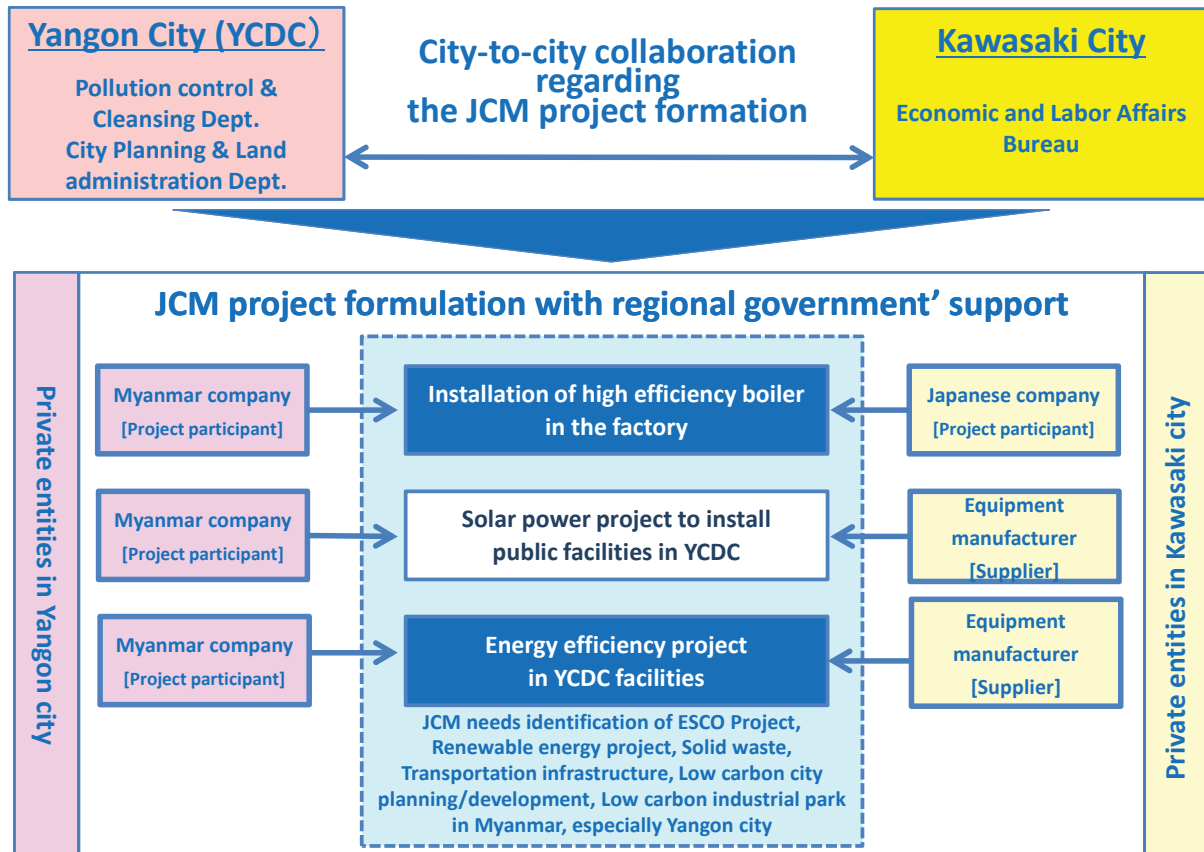 Yangon City (YCDC）
Pollution control &
Cleansing Dept.
City Planning & Land
administration Dept.
City-to-city collaboration
regarding
the JCM project formation
Kawasaki City
Economic and Labor Affairs
Bureau
JCM project formulation with regional government’ support
Private entities in Yangon city
Myanmar company
[Project participant]
Installation of high efficiency boiler
in the factory
Japanese company
[Project participant]
Myanmar company
[Project participant]
Solar power project to install
public facilities in YCDC
Equipment
manufacturer
[Supplier]
Myanmar company
[Project participant]
Energy efficiency project
in YCDC facilities
Equipment
manufacturer
[Supplier]
JCM needs identification of ESCO Project,
Renewable energy project, Solid waste,
Transportation infrastructure, Low carbon city
planning/development, Low carbon industrial park
in Myanmar, especially Yangon city
Private entities in Kawasaki city